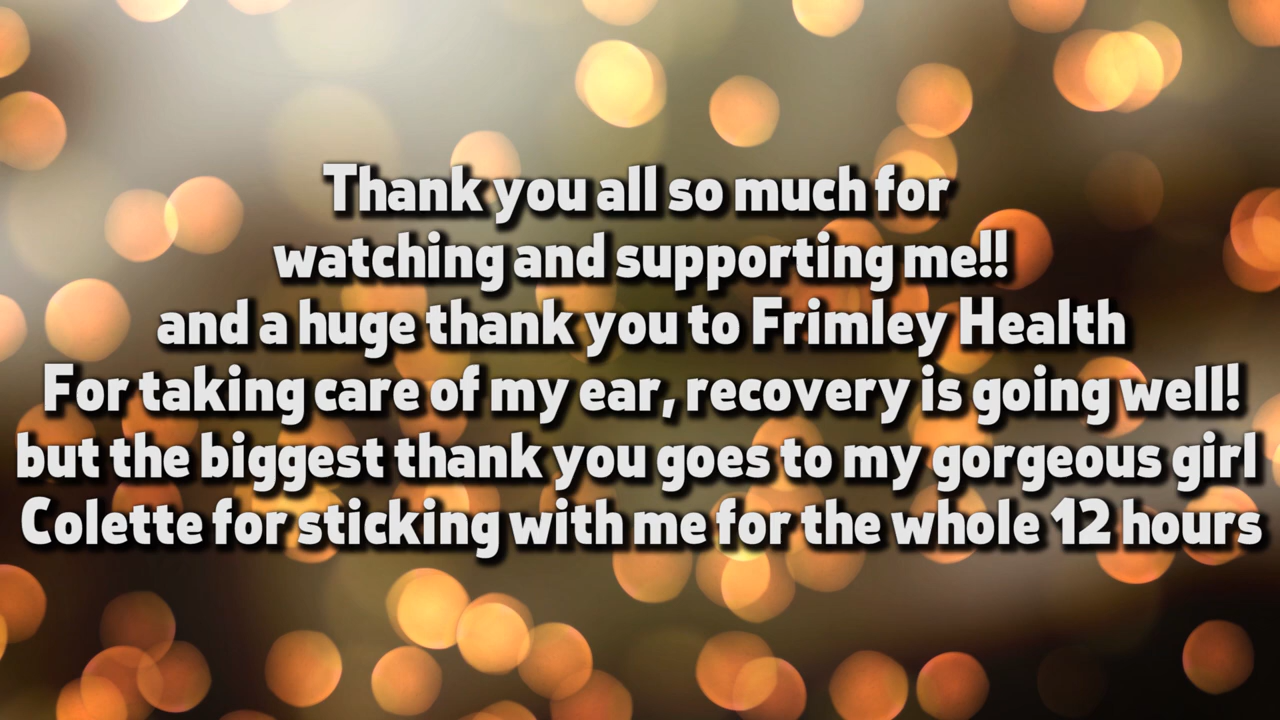 Thank you all so much for
watching and supporting me!!
and a huge thank you to Frimley Health
For taking care of my ear, recovery is going well!
but the biggest thank you goes to my gorgeous girl
Colette for sticking with me for the whole 12 hours